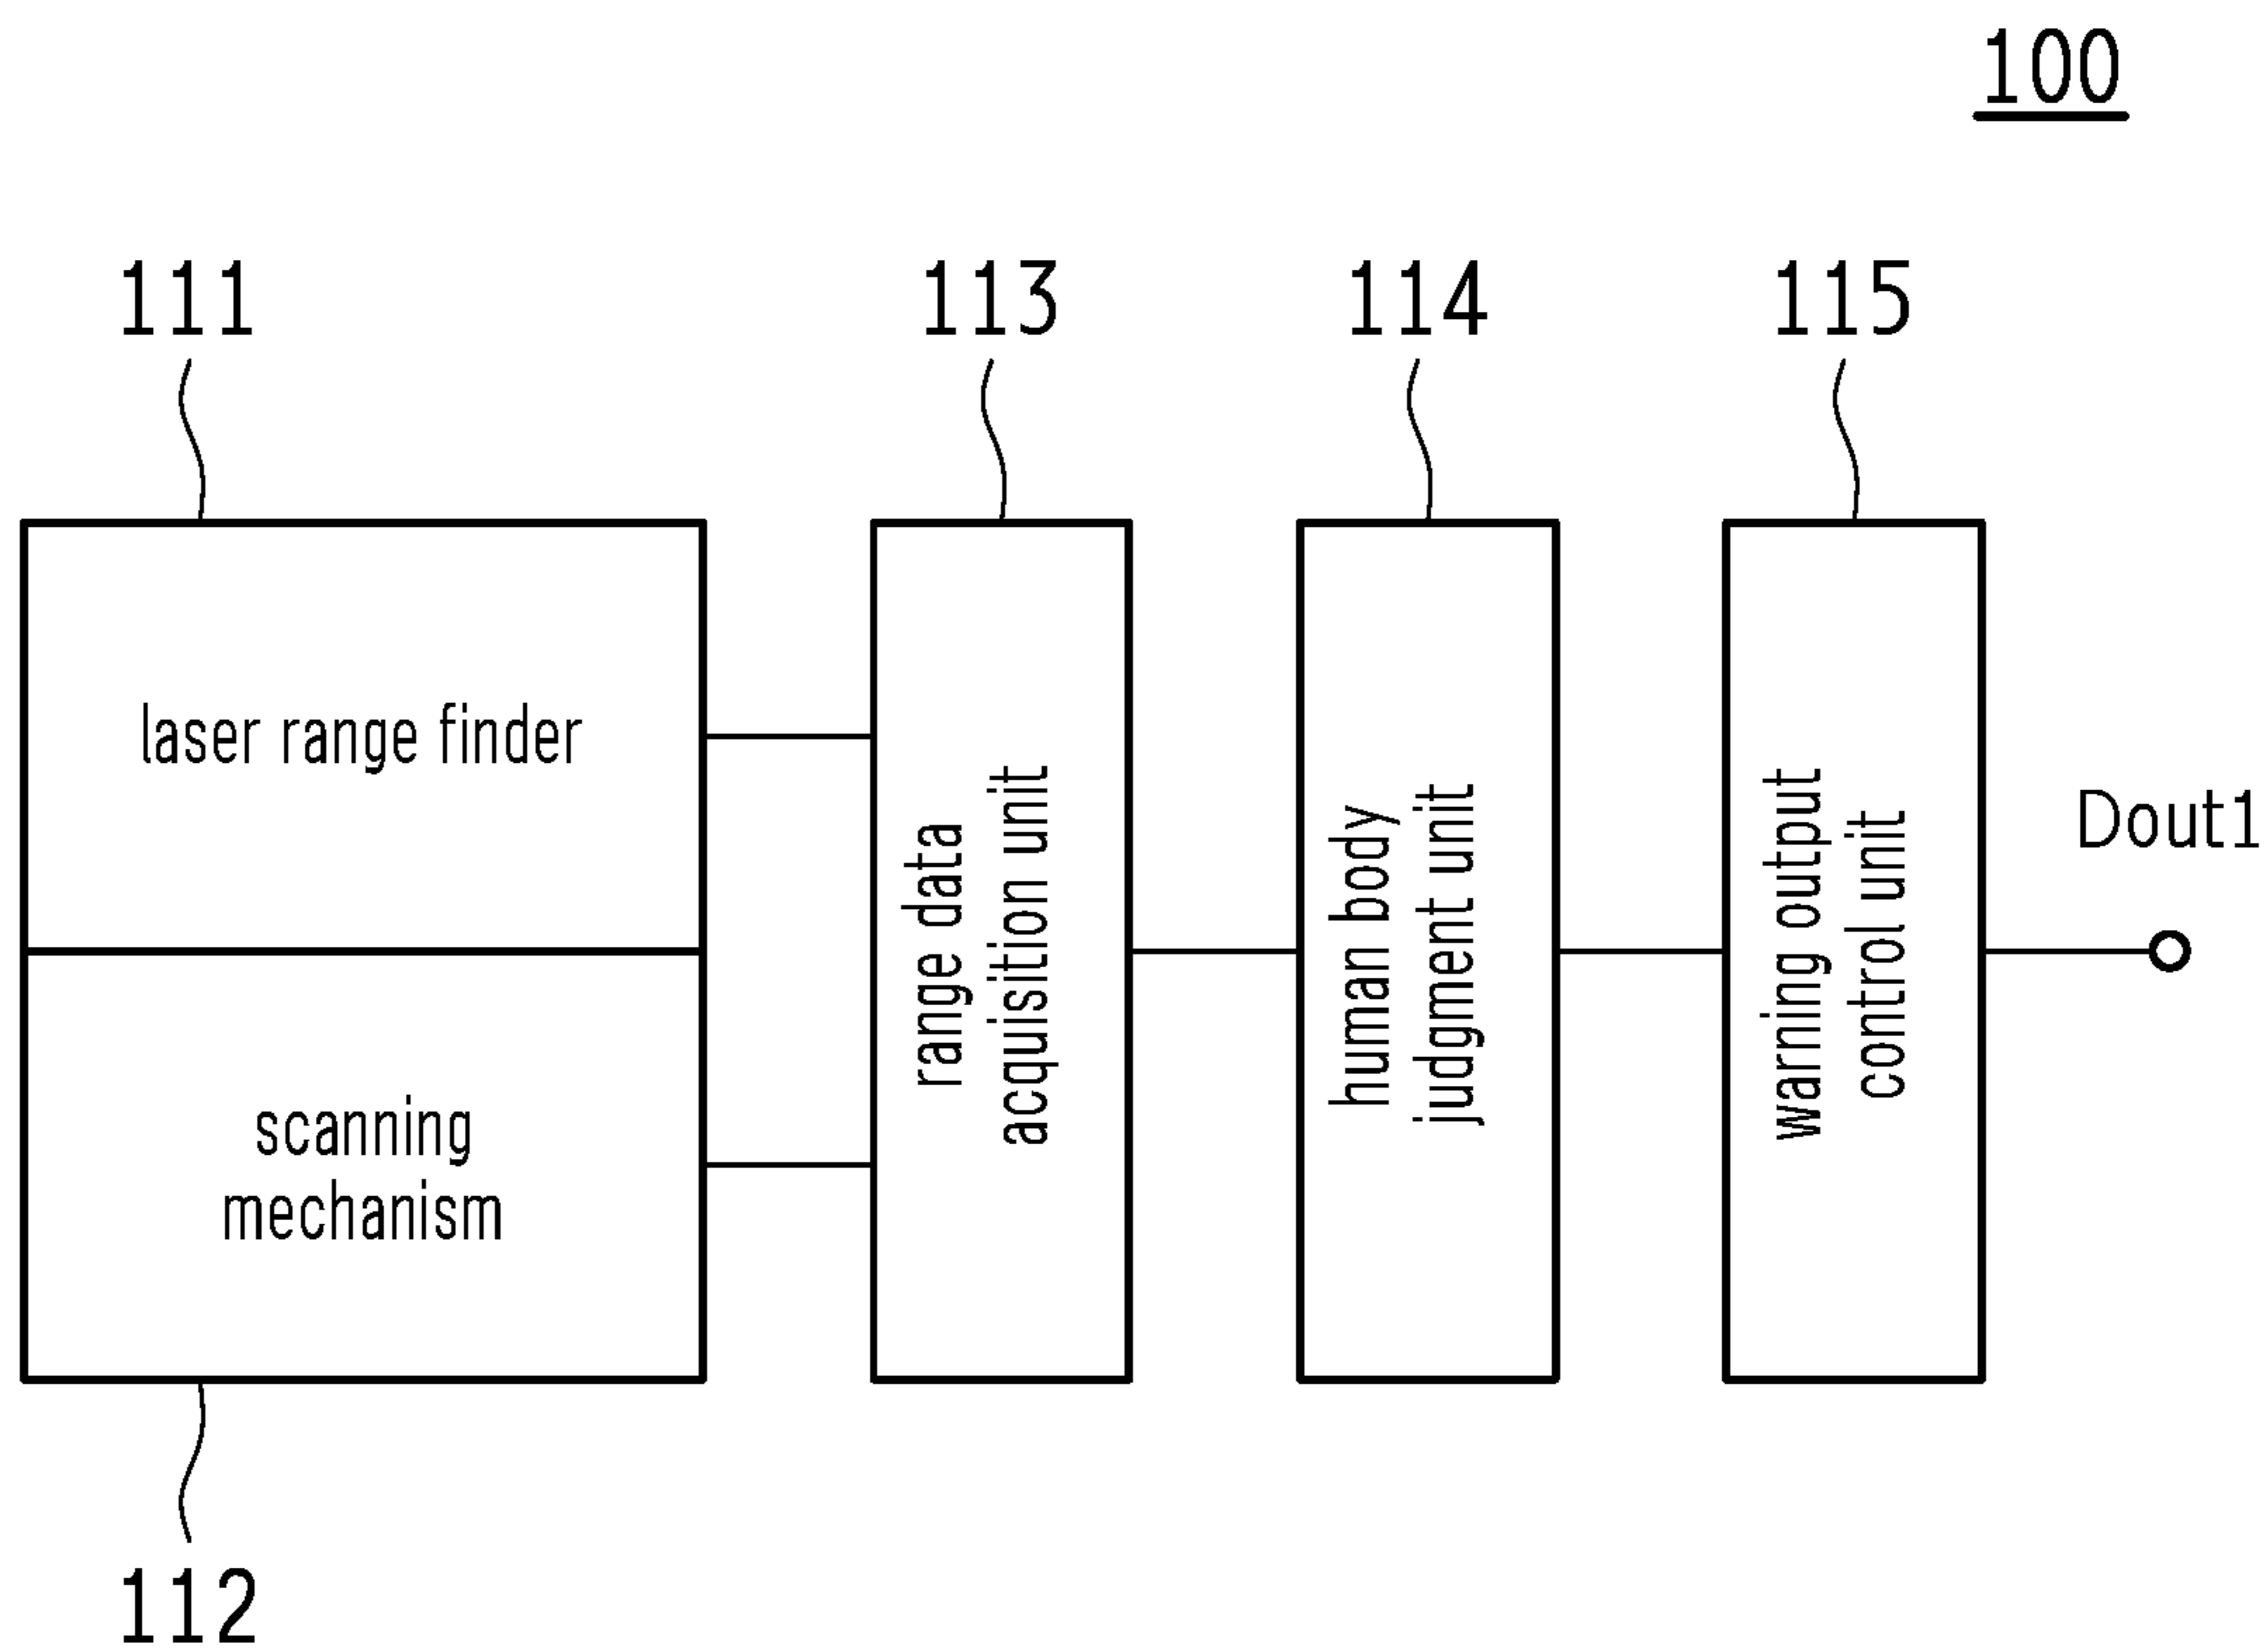 100
111
113
114
115
laser range finder
scanning
mechanism
range data
acquisition unit
human body
judgment unit
warning output
control unit
Dout1
112